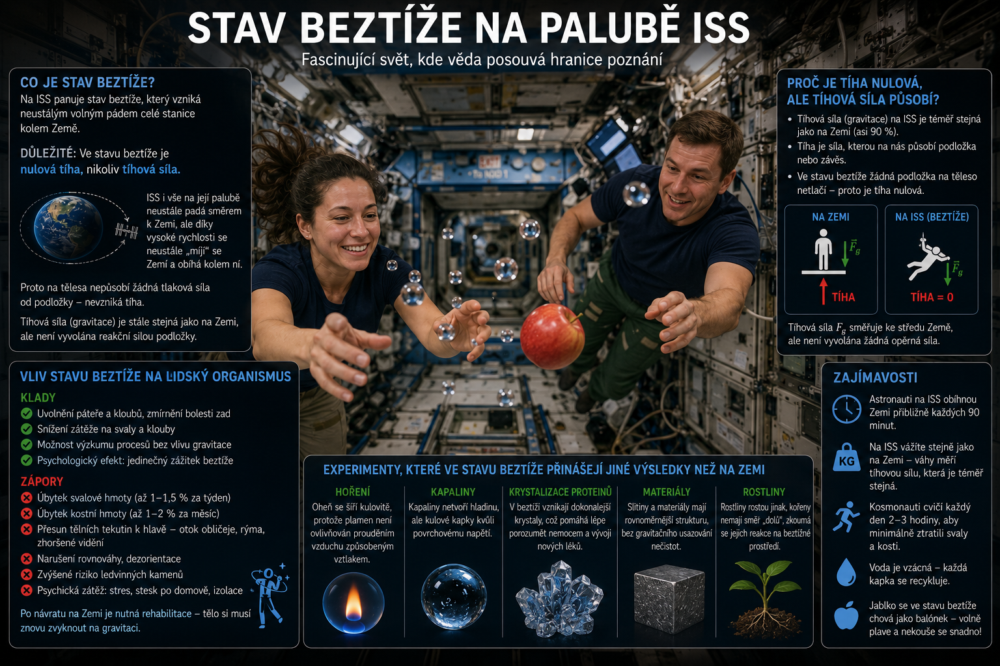 STAV BEZTÍŽE NA PALUBĚ ISS
Fascinující svět, kde věda posouvá hranice poznání
CO JE STAV BEZTÍŽE?
Na ISS panuje stav beztíže, který vzniká
neustálým volným pádem celé stanice
kolem Země.
DŮLEŽITÉ: Ve stavu beztíže je
nulová tíha, nikoliv tíhová síla.
ISS i vše na její palubě
neustále padá směrem
k Zemi, ale díky
vysoké rychlosti se
neustále „míjí“ se
Zemí a obíhá kolem ní.
Proto na tělesa nepůsobí žádná tlaková síla
od podložky – nevzniká tíha.
Tíhová síla (gravitace) je stále stejná jako na Zemi,
ale není vyvolána reakční silou podložky.
PROČ JE TÍHA NULOVÁ,
ALE TÍHOVÁ SÍLA PŮSOBÍ?
• Tíhová síla (gravitace) na ISS je téměř stejná
jako na Zemi (asi 90 %).
• Tíha je síla, kterou na nás působí podložka
nebo závěs.
• Ve stavu beztíže žádná podložka na těleso
netlačí – proto je tíha nulová.
NA ZEMI
F⃗g
TÍHA
NA ISS (BEZTÍŽE)
F⃗g
TÍHA = 0
Tíhová síla Fg směřuje ke středu Země,
ale není vyvolána žádná opěrná síla.
VLIV STAVU BEZTÍŽE NA LIDSKÝ ORGANISMUS
KLADY
Uvolnění páteře a kloubů, zmírnění bolesti zad
Snížení zátěže na svaly a klouby
Možnost výzkumu procesů bez vlivu gravitace
Psychologický efekt: jedinečný zážitek beztíže
ZÁPORY
Úbytek svalové hmoty (až 1–1,5 % za týden)
Úbytek kostní hmoty (až 1–2 % za měsíc)
Přesun tělních tekutin k hlavě – otok obličeje, rýma,
zhoršené vidění
Narušení rovnováhy, dezorientace
Zvýšené riziko ledvinných kamenů
Psychická zátěž: stres, stesk po domově, izolace
Po návratu na Zemi je nutná rehabilitace – tělo si musí
znovu zvyknout na gravitaci.
EXPERIMENTY, KTERÉ VE STAVU BEZTÍŽE PŘINÁŠEJÍ JINÉ VÝSLEDKY NEŽ NA ZEMI
HOŘENÍ
Oheň se šíří kulovitě,
protože plamen není
ovlivňován prouděním
vzduchu způsobeným
vztlakem.
KAPALINY
Kapaliny netvoří hladinu,
ale kulové kapky kvůli
povrchovému napětí.
KRYSTALIZACE PROTEINŮ
V beztíži vznikají dokonalejší
krystaly, což pomáhá lépe
porozumět nemocem a vývoji
nových léků.
MATERIÁLY
Slitiny a materiály mají
rovnoměrnější strukturu,
bez gravitačního usazování
nečistot.
ROSTLINY
Rostliny rostou jinak, kořeny
nemají směr „dolů“, zkoumá
se jejich reakce na beztížné
prostředí.
ZAJÍMAVOSTI
Astronauti na ISS obíhnou
Zemi přibližně každých 90
minut.
KG
Na ISS vážíte stejně jako
na Zemi – váhy měří
tíhovou sílu, která je téměř
stejná.
Kosmonauti cvičí každý
den 2–3 hodiny, aby
minimálně ztratili svaly
a kosti.
Voda je vzácná – každá
kapka se recykluje.
Jablko se ve stavu beztíže
chová jako balónek – volně
plave a nekouše se snadno!